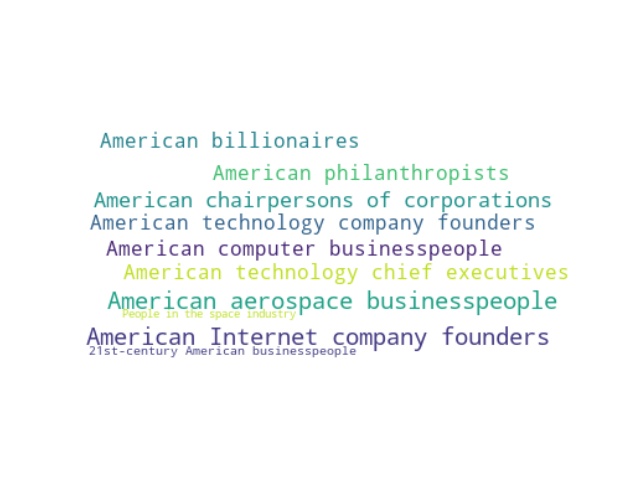 American billionaires
American philanthropists
American chairpersons of corporations
American technology company founders
American computer businesspeople
American technology chief executives
American aerospace businesspeople
People in the space industry
American Internet company founders
21st-century American businesspeople